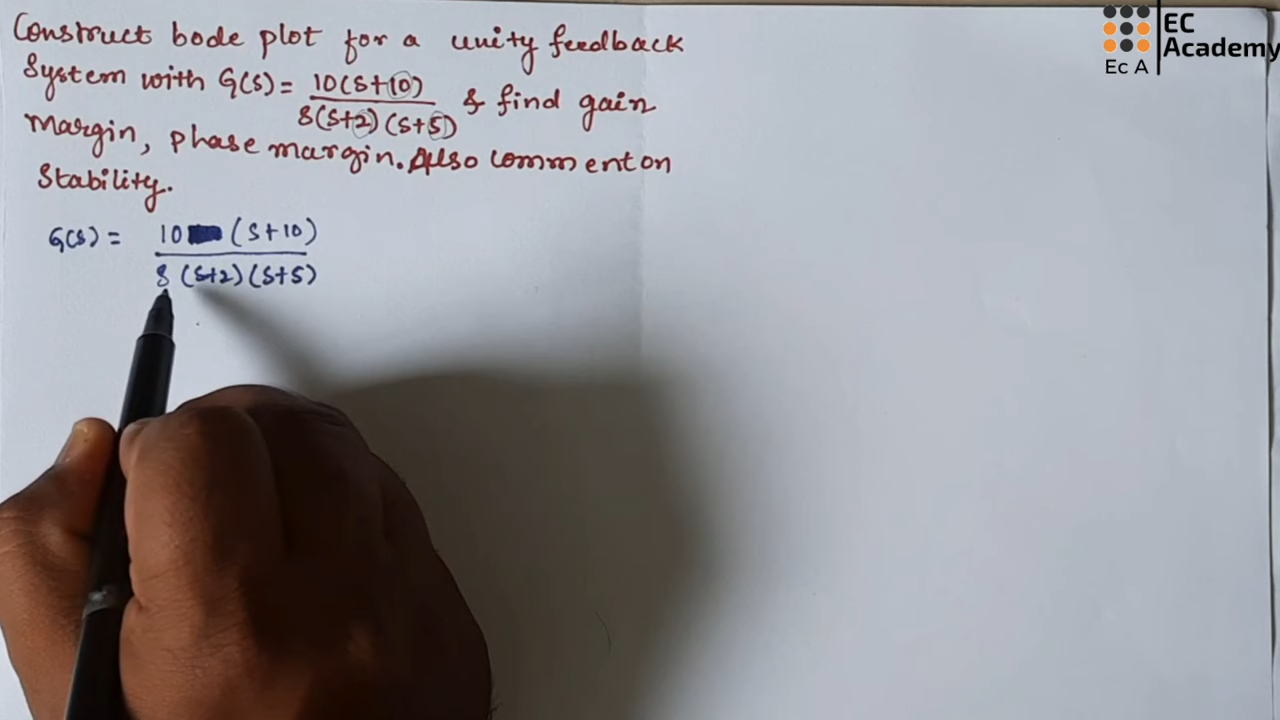 Construct bode plot for a unity feedback
System with G(S) = 10(S+10) / S(S+2)(S+5) & find gain
Margin, phase margin. Also comment on
Stability.
G(S) = 10 (S+10) / S (S+2)(S+5)
EC
Academy
Ec A